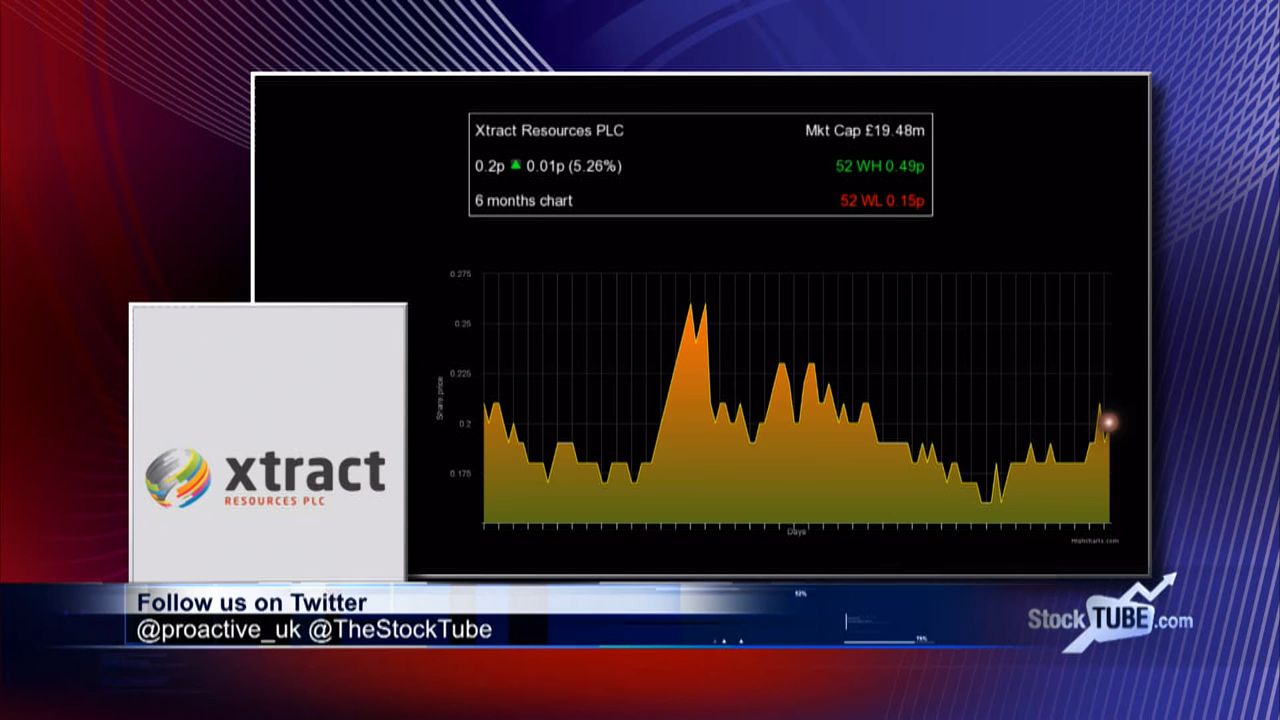 Xtract Resources PLC
Mkt Cap £19.48m
0.2p 0.01p (5.26%)
52 WH 0.49p
6 months chart
52 WL 0.15p
0.275
0.25
0.225
0.2
0.175
Share price
Days
Highcharts.com
xtract
RESOURCES PLC
Follow us on Twitter
@proactive_uk @TheStockTube
53%
76%
StockTUBE.com